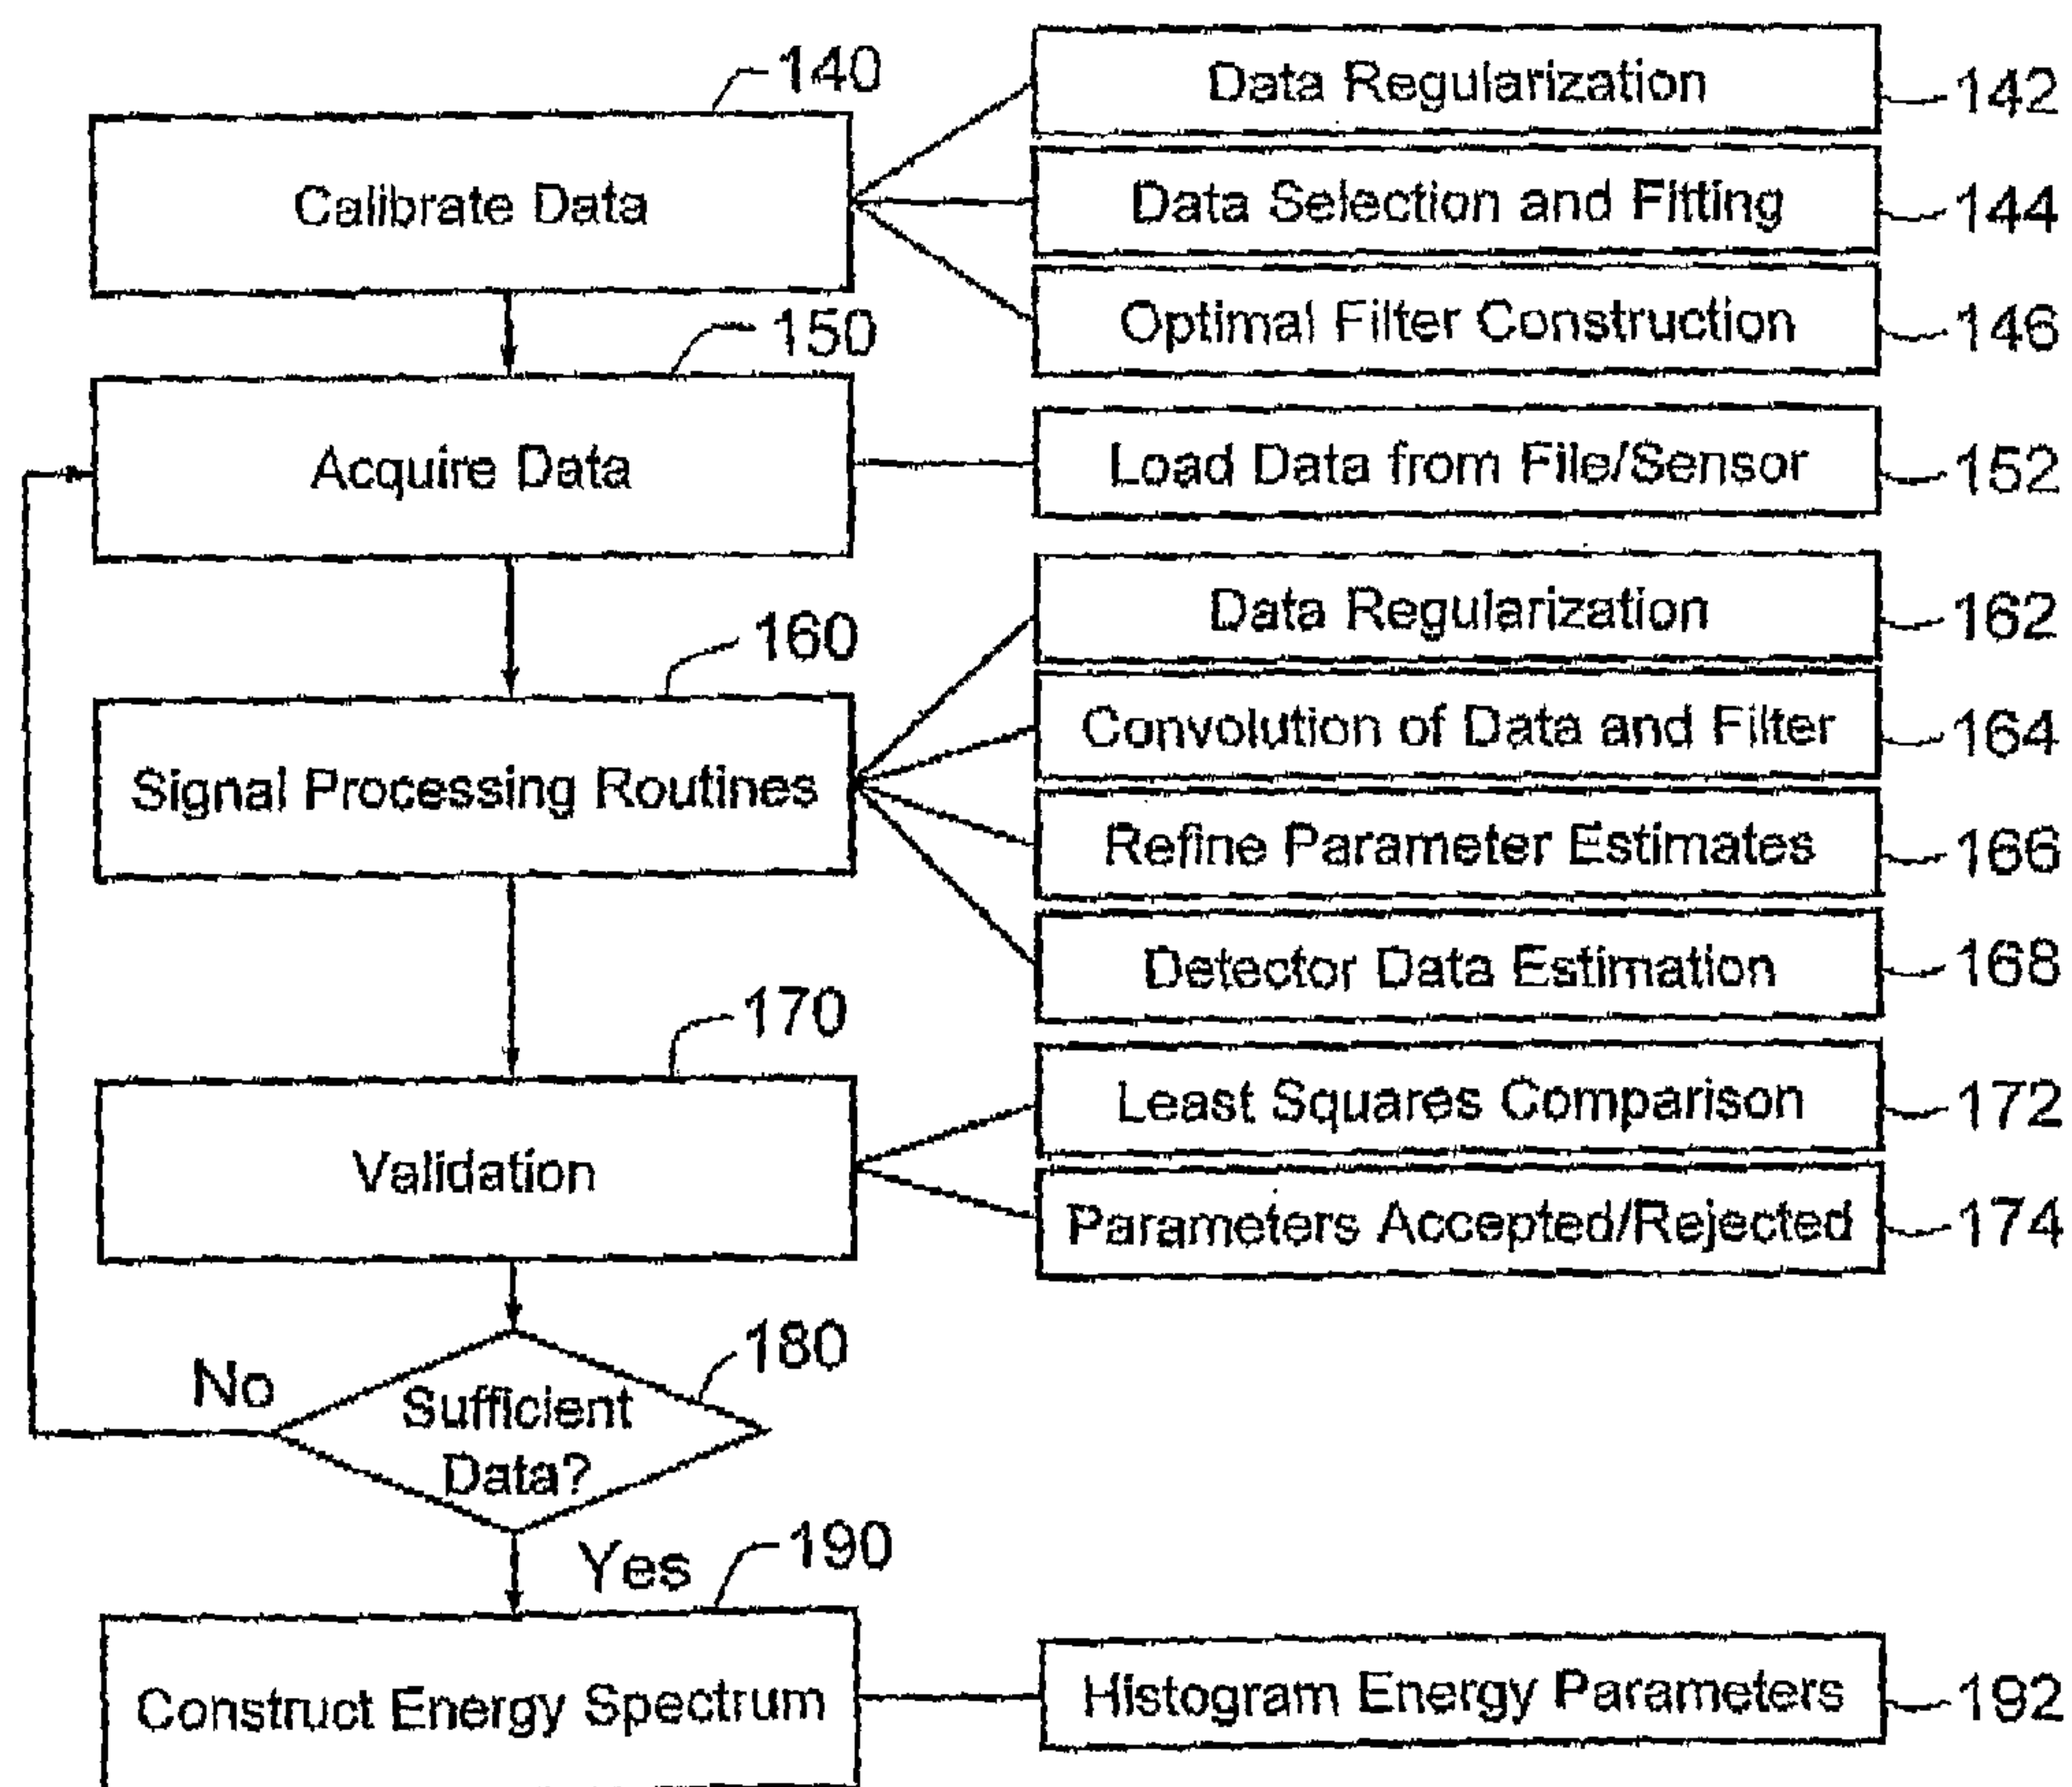 140
Calibrate Data
Data Regularization
142
Data Selection and Fitting
144
Optimal Filter Construction
146
150
Acquire Data
Load Data from File/Sensor
152
160
Signal Processing Routines
Data Regularization
162
Convolution of Data and Filter
164
Refine Parameter Estimates
166
Detector Data Estimation
168
170
Validation
Least Squares Comparison
172
Parameters Accepted/Rejected
174
180
No
Sufficient
Data?
Yes
190
Construct Energy Spectrum
Histogram Energy Parameters
192